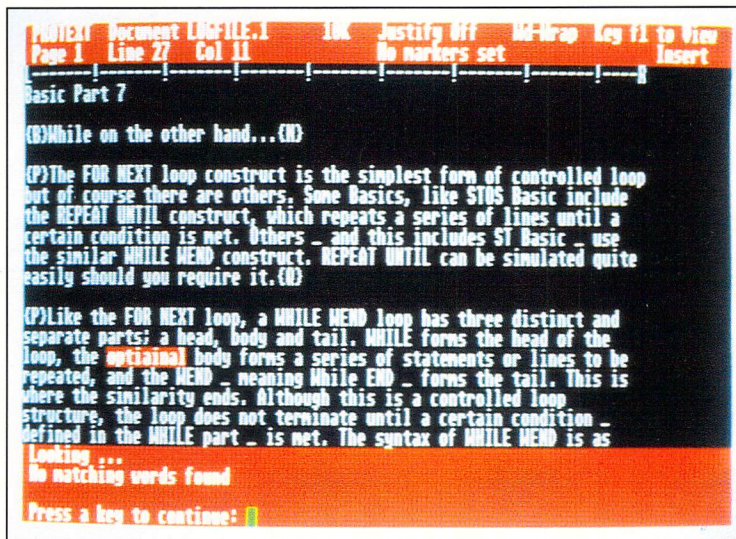 PROTEXT Document LOGFILE.1 10K Justify Off Wd-Wrap Key f1 to View
Page 1 Line 27 Col 11 No markers set Insert
Basic Part 7
(B)While on the other hand...(N)
(P)The FOR NEXT loop construct is the simplest form of controlled loop
but of course there are others. Some Basics, like STOS Basic include
the REPEAT UNTIL construct, which repeats a series of lines until a
certain condition is met. Others _ and this includes ST Basic _ use
the similar WHILE WEND construct. REPEAT UNTIL can be simulated quite
easily should you require it.(Q)
(P)Like the FOR NEXT loop, a WHILE WEND loop has three distinct and
separate parts; a head, body and tail. WHILE forms the head of the
loop, the optiainal body forms a series of statements or lines to be
repeated, and the WEND _ meaning While END _ forms the tail. This is
where the similarity ends. Although this is a controlled loop
structure, the loop does not terminate until a certain condition _
defined in the WHILE part _ is met. The syntax of WHILE WEND is as
Looking ...
No matching words found
Press a key to continue: